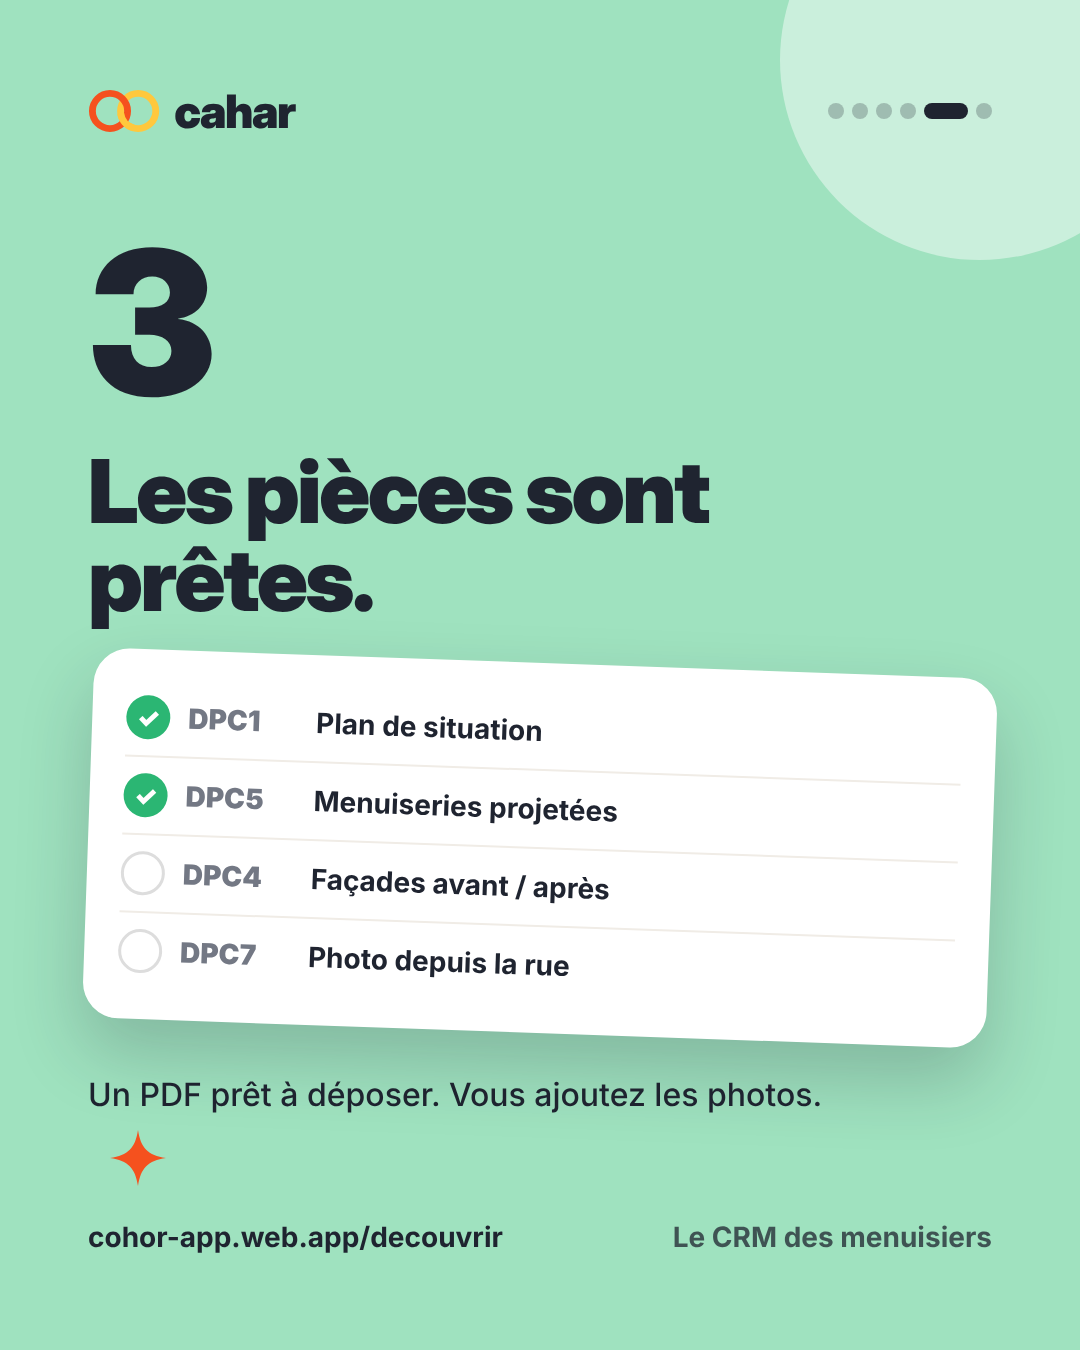 cahar
3
Les pièces sont
prêtes.
DPC1 Plan de situation
DPC5 Menuiseries projetées
DPC4 Façades avant / après
DPC7 Photo depuis la rue
Un PDF prêt à déposer. Vous ajoutez les photos.
cohor-app.web.app/decouvrir
Le CRM des menuisiers